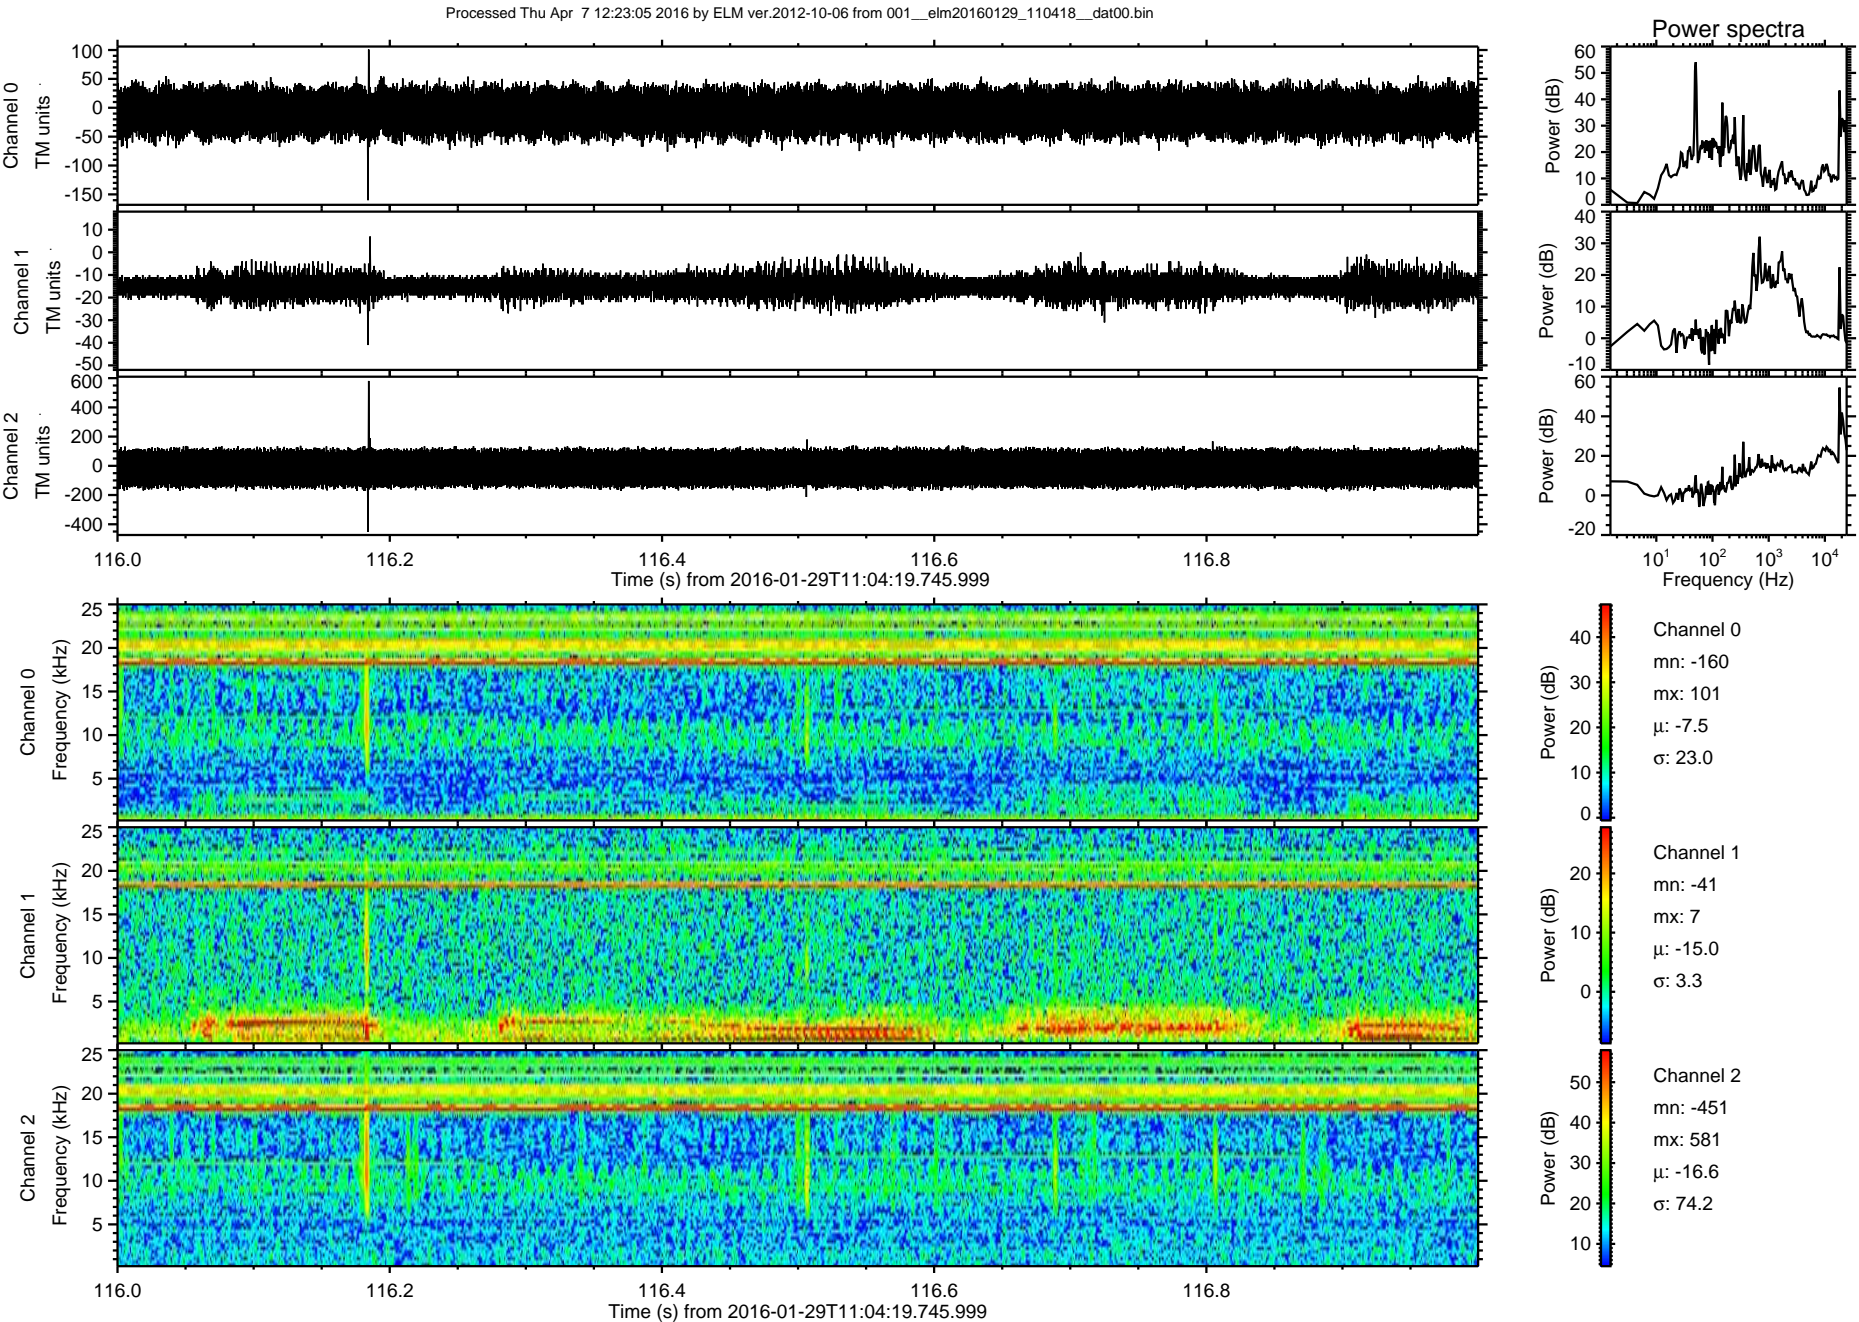 Processed Thu Apr  7 12:23:05 2016 by ELM ver.2012-10-06 from 001__elm20160129_110418__dat00.bin
Power spectra
Channel 0
TM units
100
50
0
-50
-100
-150
Power (dB)
60
50
40
30
20
10
0
Channel 1
TM units
10
0
-10
-20
-30
-40
-50
Power (dB)
40
30
20
10
0
-10
Channel 2
TM units
600
400
200
0
-200
-400
Power (dB)
60
40
20
0
-20
116.0 116.2 116.4 116.6 116.8
Time (s) from 2016-01-29T11:04:19.745.999
10^1 10^2 10^3 10^4
Frequency (Hz)
Channel 0
Frequency (kHz)
25
20
15
10
5
Power (dB)
40
30
20
10
0
Channel 0
mn: -160
mx: 101
μ: -7.5
σ: 23.0
Channel 1
Frequency (kHz)
25
20
15
10
5
Power (dB)
20
10
0
Channel 1
mn: -41
mx: 7
μ: -15.0
σ: 3.3
Channel 2
Frequency (kHz)
25
20
15
10
5
Power (dB)
50
40
30
20
10
Channel 2
mn: -451
mx: 581
μ: -16.6
σ: 74.2
116.0 116.2 116.4 116.6 116.8
Time (s) from 2016-01-29T11:04:19.745.999